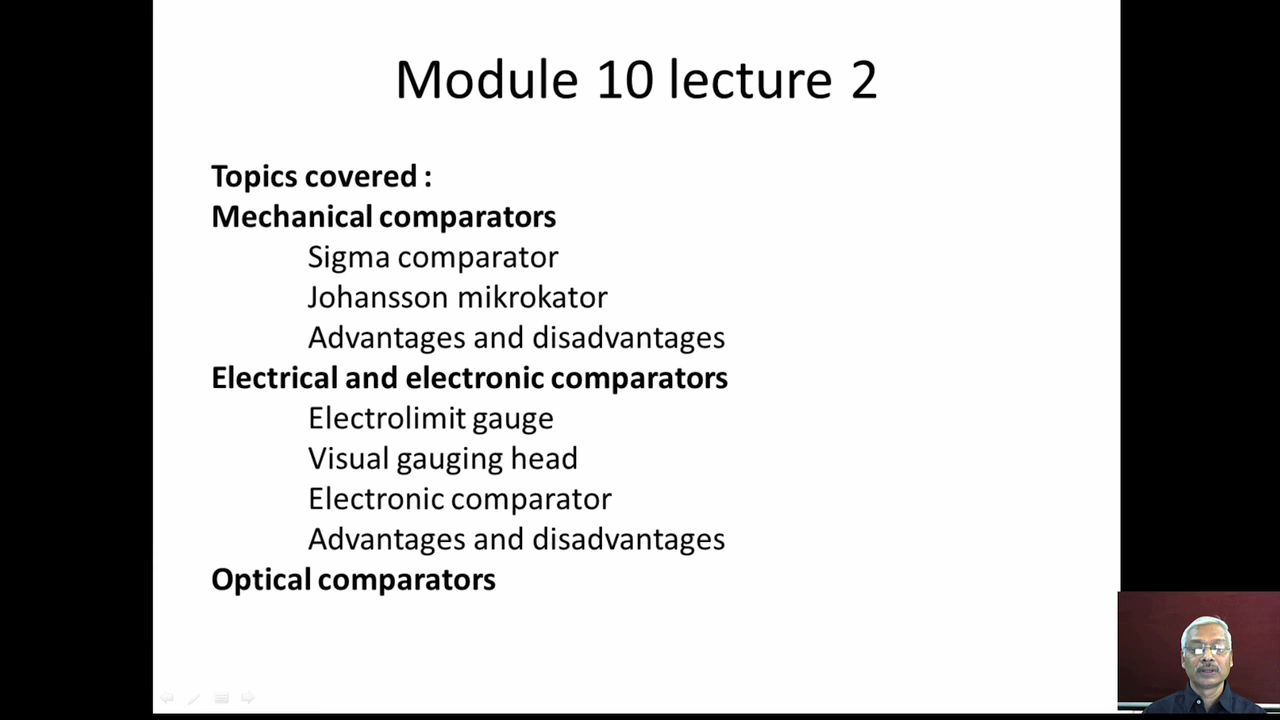 Module 10 lecture 2
Topics covered :
Mechanical comparators
Sigma comparator
Johansson mikrokator
Advantages and disadvantages
Electrical and electronic comparators
Electrolimit gauge
Visual gauging head
Electronic comparator
Advantages and disadvantages
Optical comparators